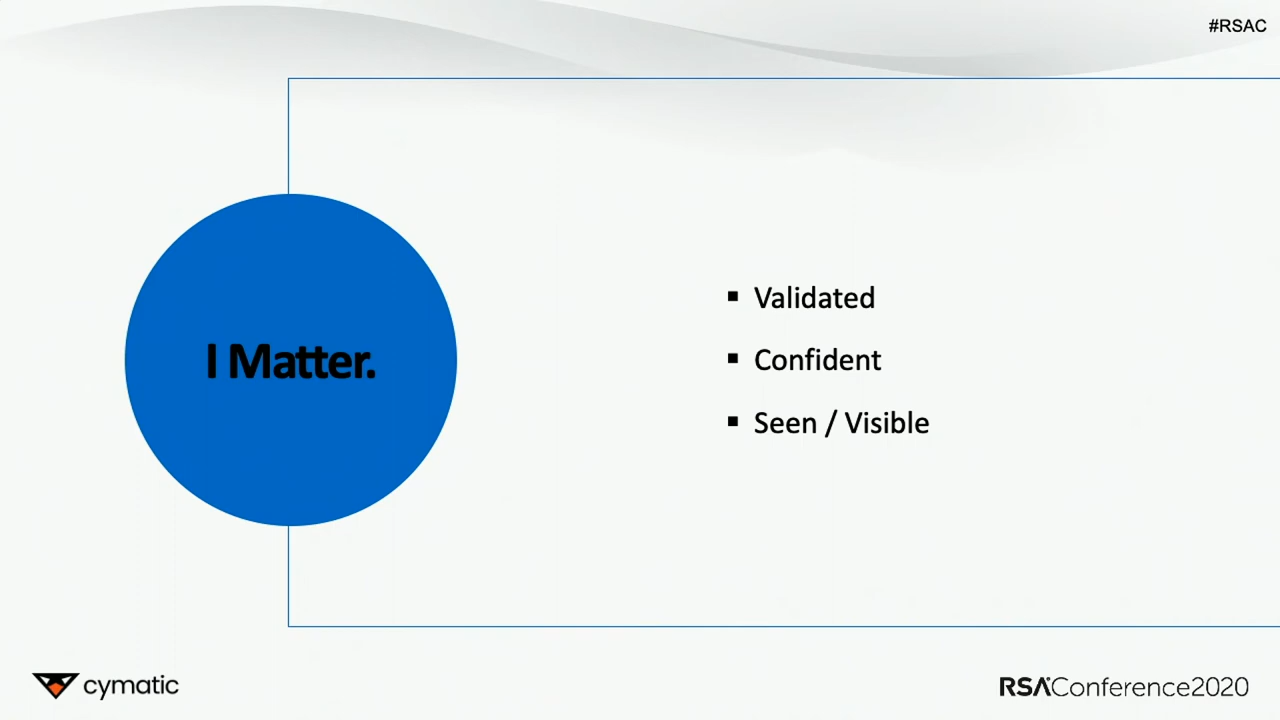 #RSAC
I Matter.
▪ Validated
▪ Confident
▪ Seen / Visible
cymatic
RSAConference2020